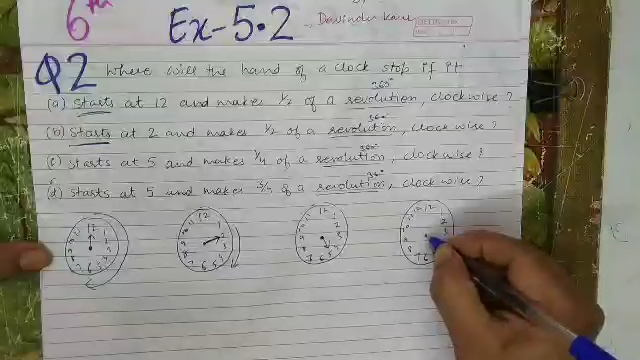 6th
Ex-5.2
Davinder Kaur
Q2 Where will the hand of a clock stop if it
360°
(a) Starts at 12 and makes 1/2 of a revolution, clockwise?
360°
(b) Starts at 2 and makes 1/2 of a revolution, clockwise?
360°
(c) Starts at 5 and makes 1/4 of a revolution, clockwise?
360°
(d) Starts at 5 and makes 3/4 of a revolution, clockwise?